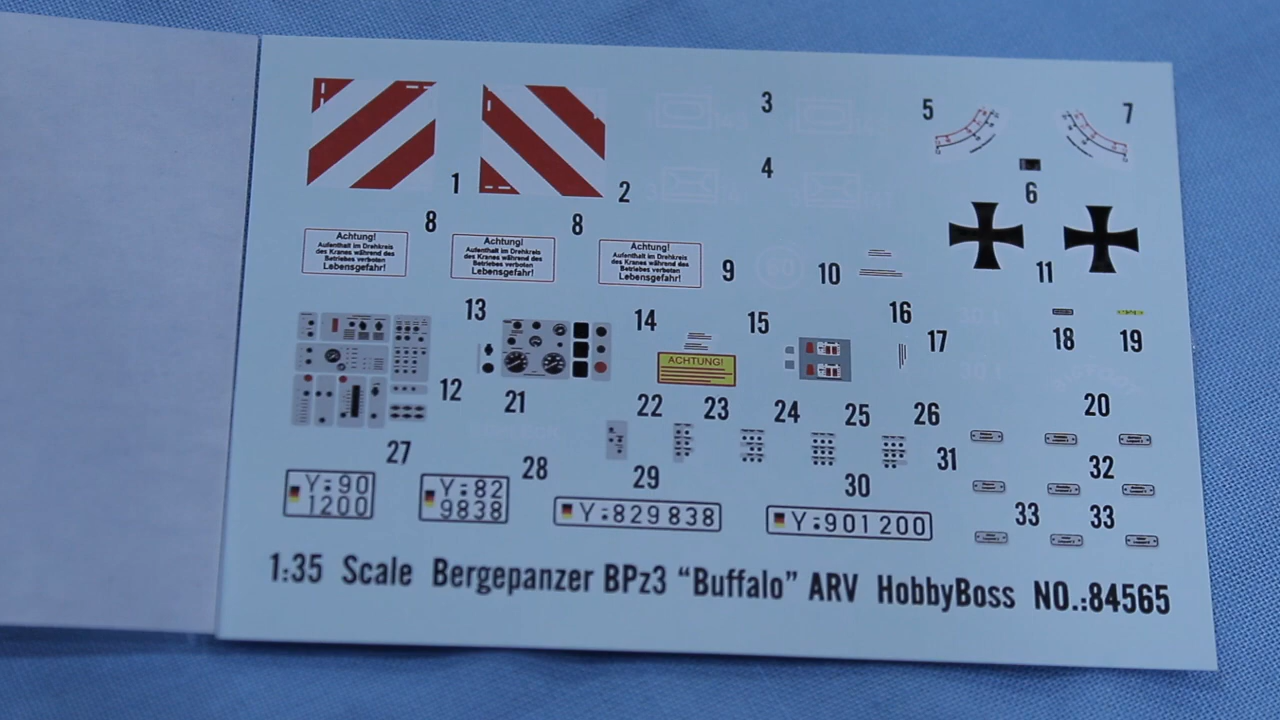 3
5
7
4
1
2
6
8
8
Achtung!
Aufenthalt im Drehkreis
des Kranes während des
Betriebes verboten
Lebensgefahr!
Achtung!
Aufenthalt im Drehkreis
des Kranes während des
Betriebes verboten
Lebensgefahr!
Achtung!
Aufenthalt im Drehkreis
des Kranes während des
Betriebes verboten
Lebensgefahr!
9
10
11
13
14
15
16
17
18
19
ACHTUNG!
12
21
22
23
24
25
26
20
27
28
29
30
31
32
33
33
Y:90
1200
Y:82
9838
Y:829 838
Y:901 200
1:35 Scale Bergepanzer BPz3 “Buffalo” ARV HobbyBoss NO.:84565